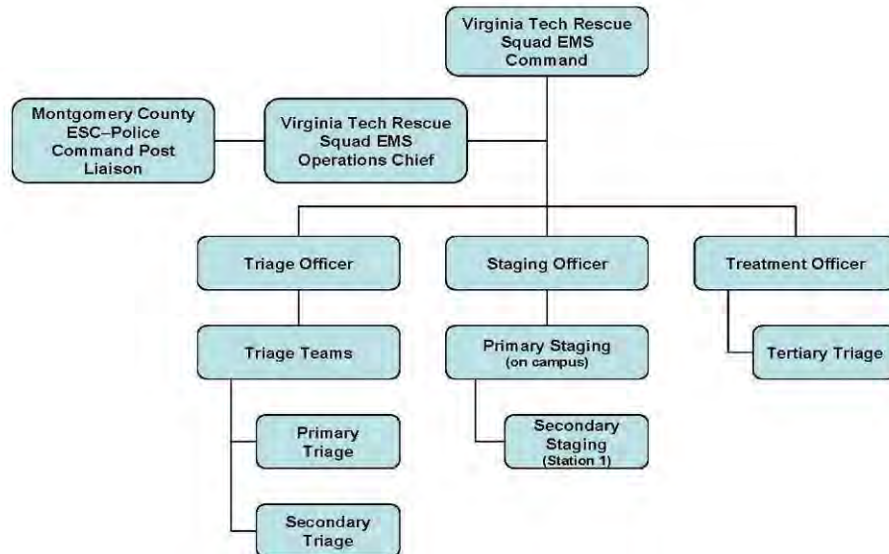 Virginia Tech Rescue
Squad EMS
Command
Montgomery County
ESC–Police
Command Post
Liaison
Virginia Tech Rescue
Squad EMS
Operations Chief
Triage Officer
Staging Officer
Treatment Officer
Triage Teams
Primary Staging
(on campus)
Tertiary Triage
Primary
Triage
Secondary
Staging
(Station 1)
Secondary
Triage